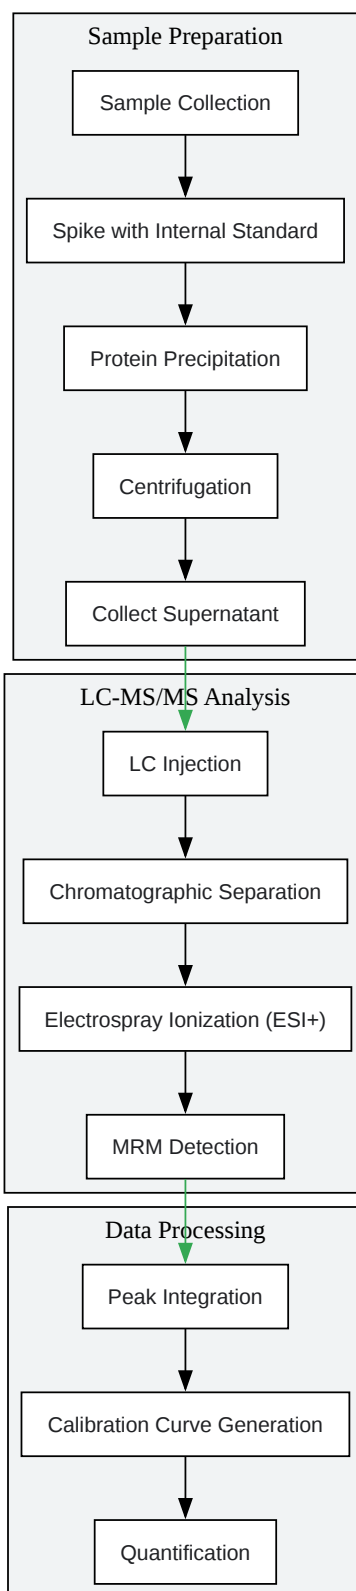 Sample Preparation
Sample Collection
Spike with Internal Standard
Protein Precipitation
Centrifugation
Collect Supernatant
LC-MS/MS Analysis
LC Injection
Chromatographic Separation
Electrospray Ionization (ESI+)
MRM Detection
Data Processing
Peak Integration
Calibration Curve Generation
Quantification